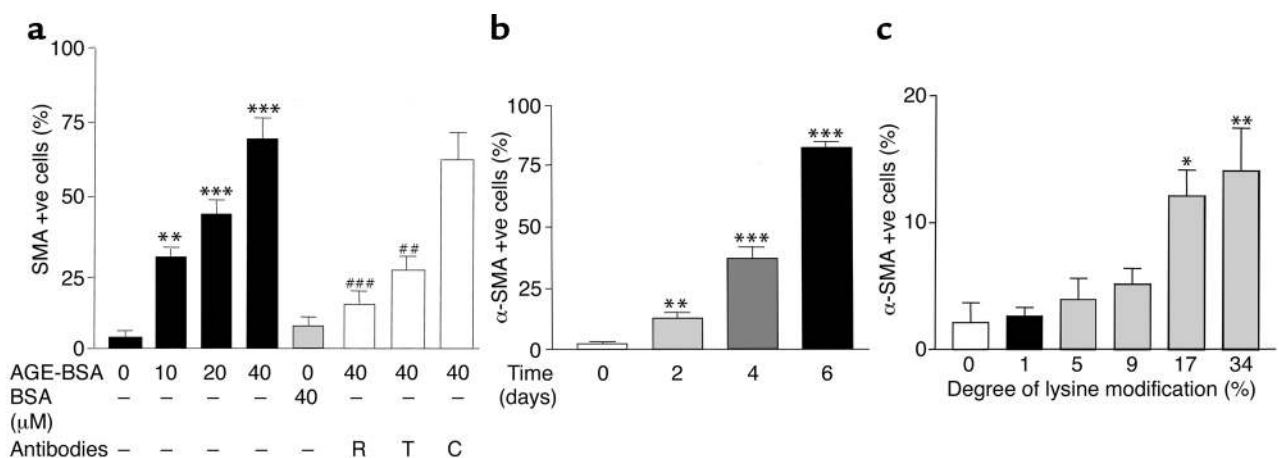 a
100
75
50
25
0
SMA +ve cells (%)
**
***
***
###
##
AGE-BSA 0 10 20 40 0 40 40 40
BSA – – – – 40 – – –
(μM)
Antibodies – – – – – R T C
b
100
75
50
25
0
α-SMA +ve cells (%)
**
***
***
Time 0 2 4 6
(days)
c
20
10
0
α-SMA +ve cells (%)
*
**
0 1 5 9 17 34
Degree of lysine modification (%)